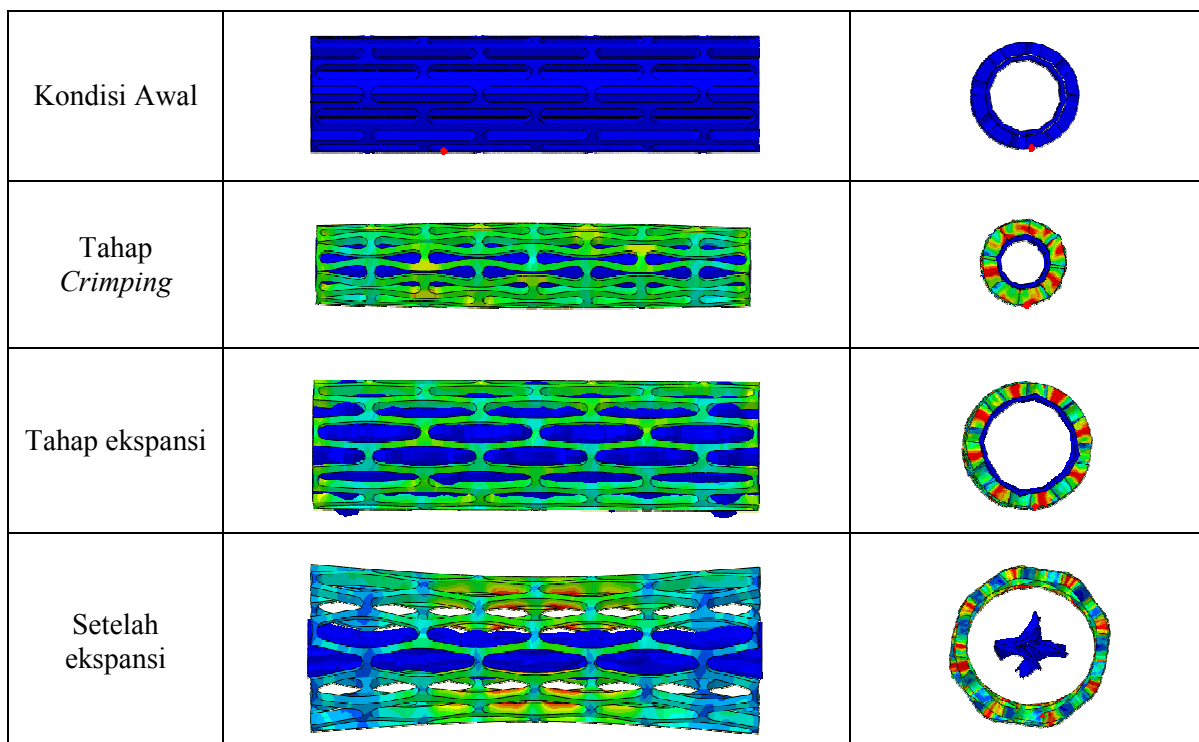 Kondisi Awal
Tahap
Crimping
Tahap ekspansi
Setelah
ekspansi